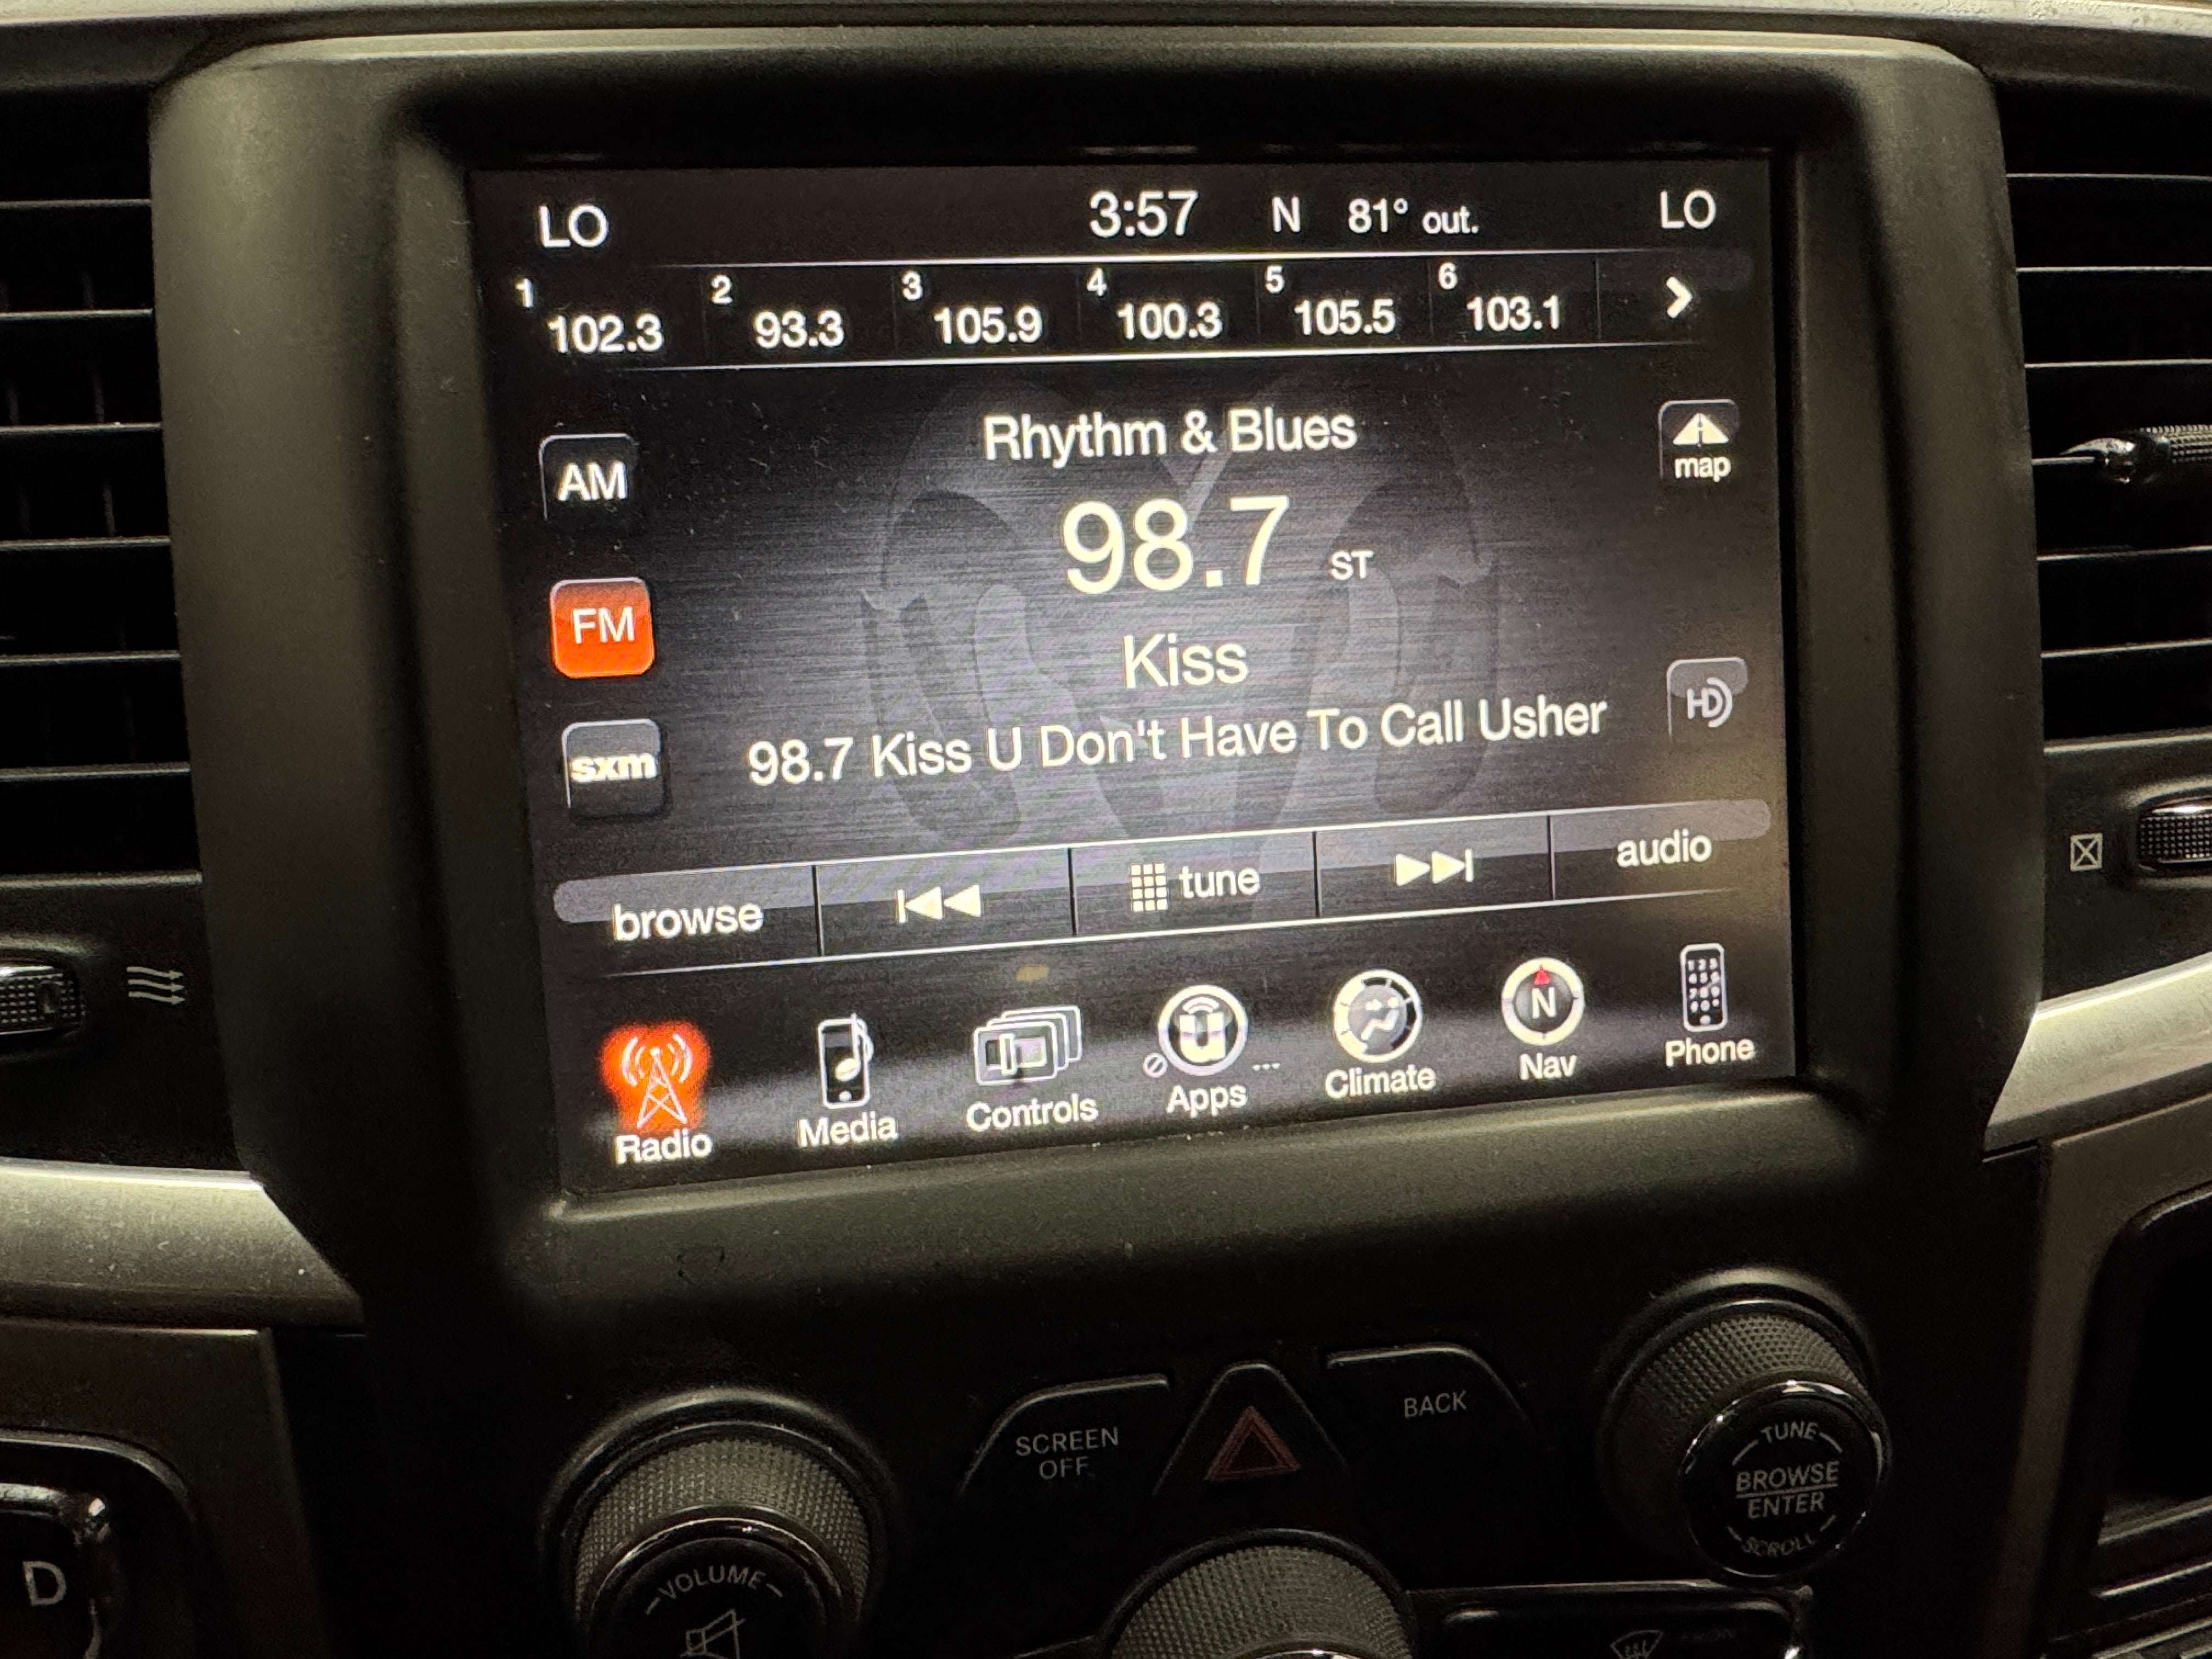 LO 3:57 N 81° out. LO
1 102.3 2 93.3 3 105.9 4 100.3 5 105.5 6 103.1
Rhythm & Blues
AM
map
98.7 ST
FM
Kiss
HD
sxm
98.7 Kiss U Don't Have To Call Usher
browse tune audio
N
u
Radio Media Controls Apps ... Climate Nav Phone
SCREEN
OFF
BACK
TUNE
BROWSE
ENTER
SCROLL
VOLUME
D